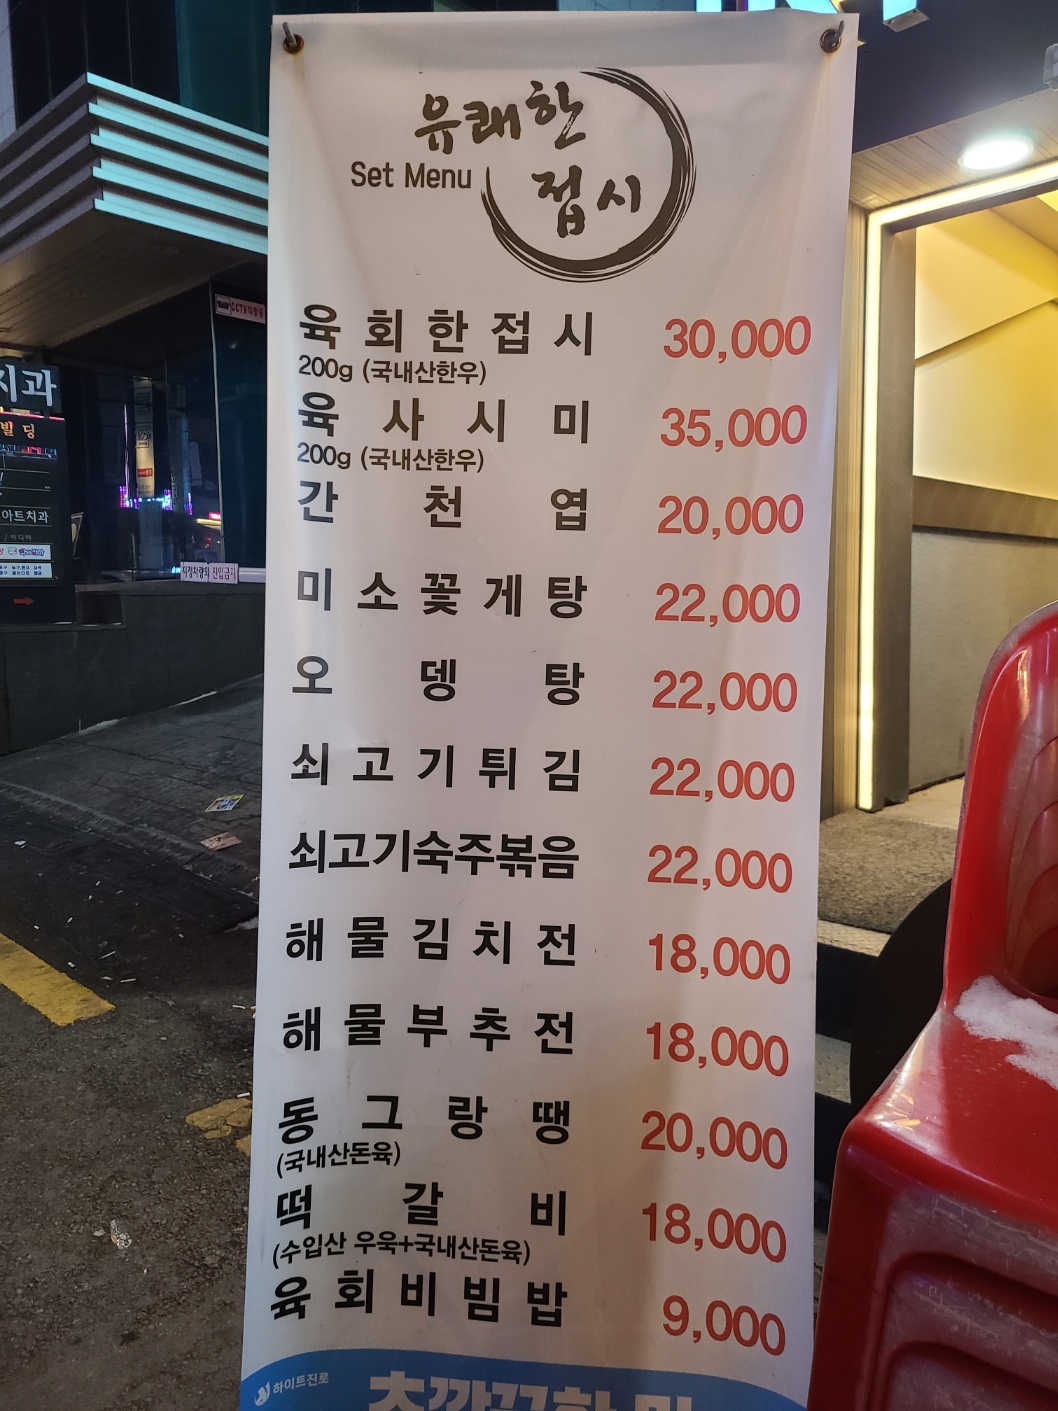 유쾌한
Set Menu
접시
육회한접시 30,000
200g (국내산한우)
육사시미 35,000
200g (국내산한우)
간천엽 20,000
미소꽃게탕 22,000
오뎅탕 22,000
쇠고기튀김 22,000
쇠고기숙주볶음 22,000
해물김치전 18,000
해물부추전 18,000
동그랑땡 20,000
(국내산돈육)
떡갈비 18,000
(수입산 우육+국내산돈육)
육회비빔밥 9,000
하이트진로
치과
빌딩
아트치과